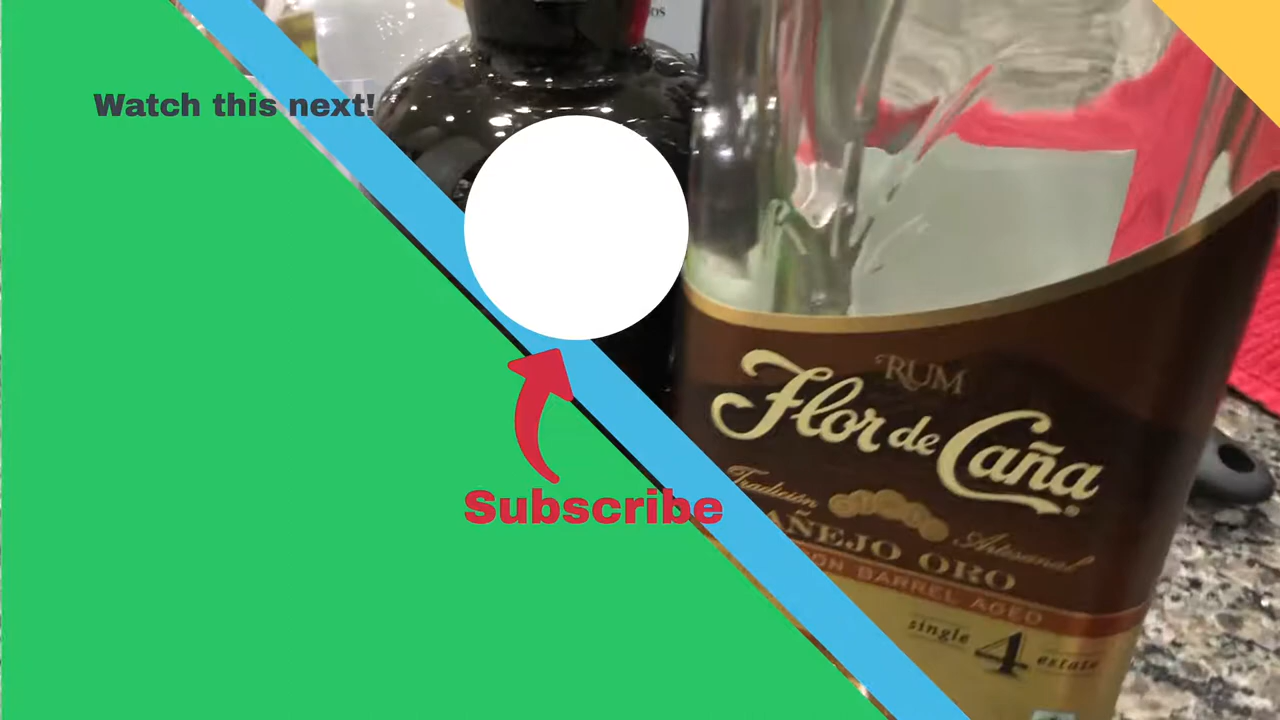 Watch this next!
RUM
Flor de Caña
Tradición Artesanal
AÑEJO ORO
BARREL AGED
single 4 estate
Subscribe